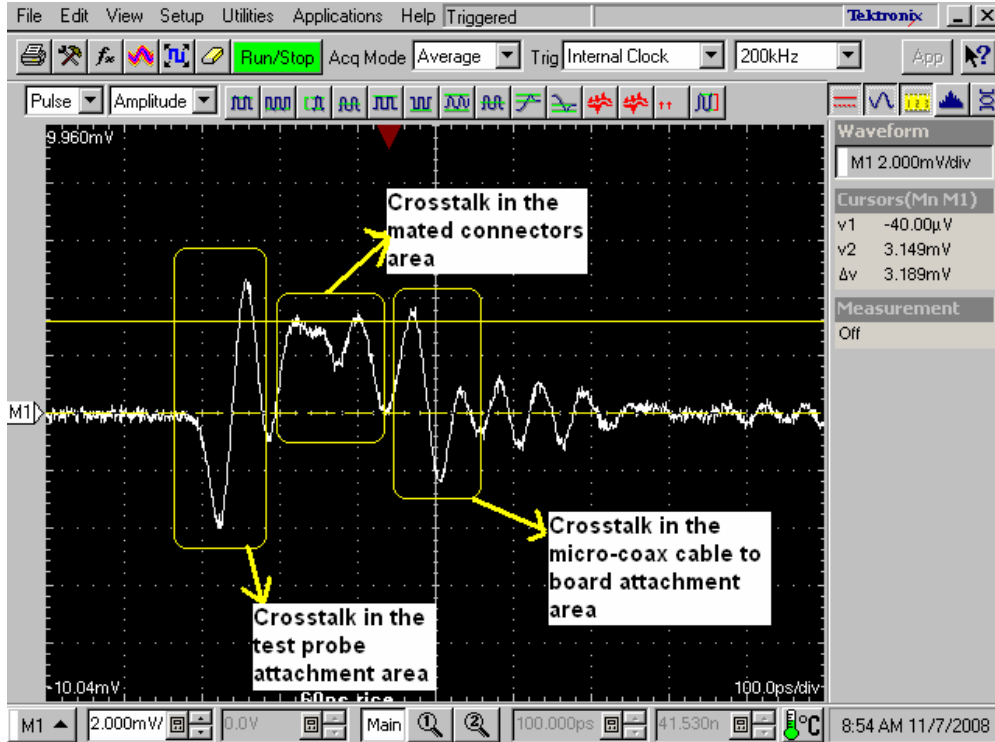 File Edit View Setup Utilities Applications Help Triggered Tektronix
Run/Stop Acq Mode Average Trig Internal Clock 200kHz App
Pulse Amplitude
9.960mV
Waveform
M1 2.000mV/div
Cursors(Mn M1)
v1 -40.00µV
v2 3.149mV
Δv 3.189mV
Measurement
Off
Crosstalk in the
mated connectors
area
M1
Crosstalk in the
micro-coax cable to
board attachment
area
Crosstalk in the
test probe
attachment area
-10.04mV
60ps rise
100.0ps/div
M1 2.000mV/ 0.0V Main 1 2 100.000ps 41.530n °C 8:54 AM 11/7/2008